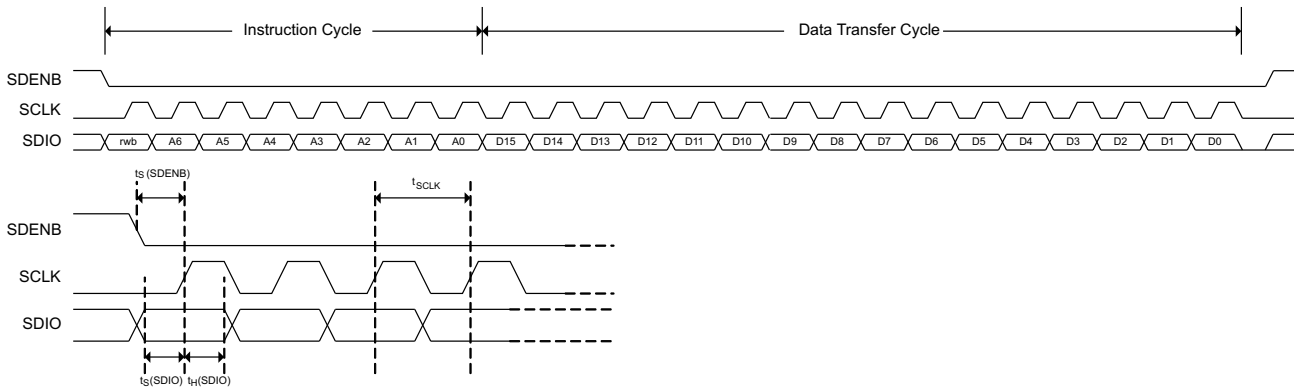 Instruction Cycle Data Transfer Cycle
SDENB
SCLK
SDIO rwb A6 A5 A4 A3 A2 A1 A0 D15 D14 D13 D12 D11 D10 D9 D8 D7 D6 D5 D4 D3 D2 D1 D0
tS(SDENB) tSCLK
SDENB
SCLK
SDIO
tS(SDIO) tH(SDIO)